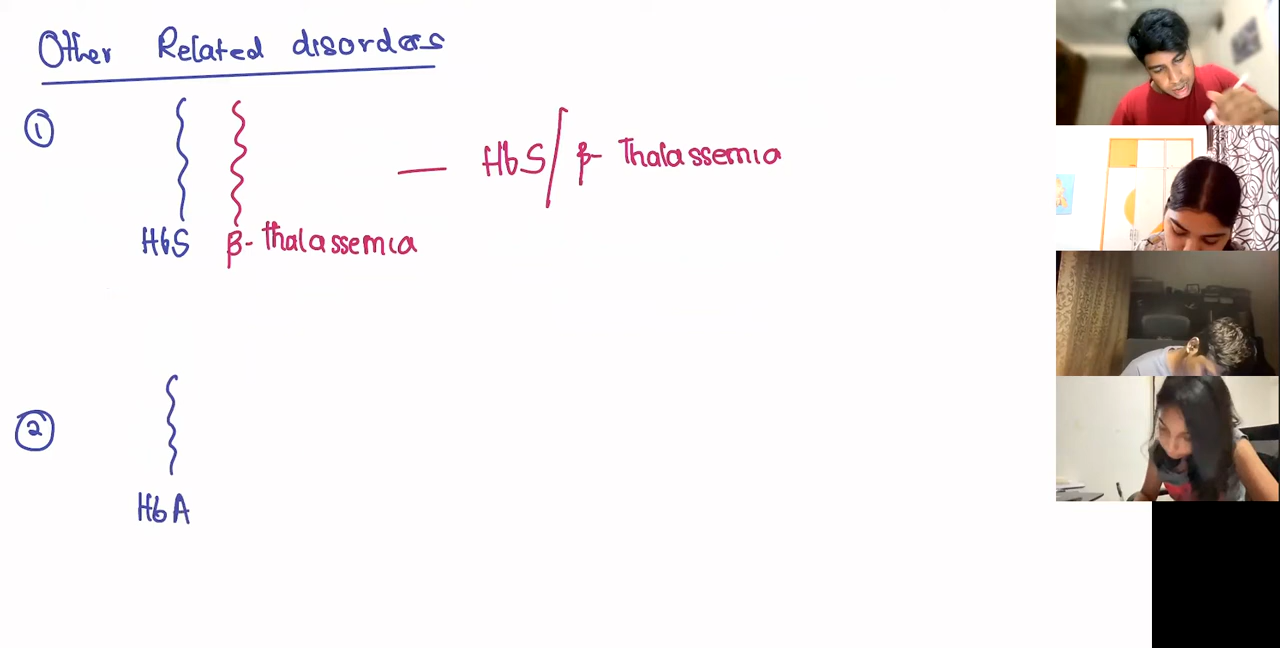 Other Related disorders
① HbS / β- Thalassemia
HbS β- thalassemia
②
HbA